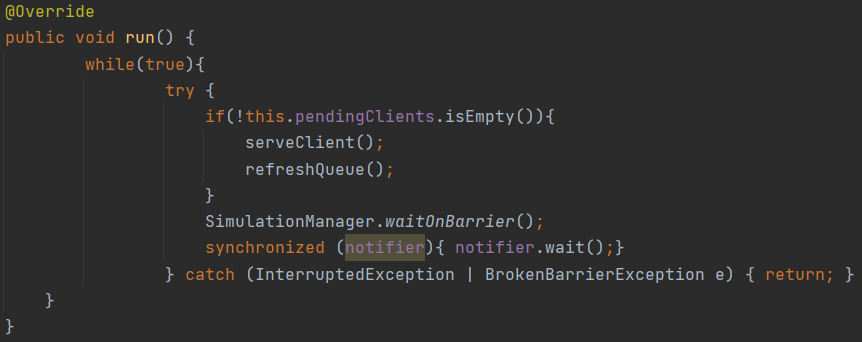 @Override
public void run() {
while(true){
try {
if(!this.pendingClients.isEmpty()){
serveClient();
refreshQueue();
}
SimulationManager.waitOnBarrier();
synchronized (notifier){ notifier.wait();}
} catch (InterruptedException | BrokenBarrierException e) { return; }
}
}